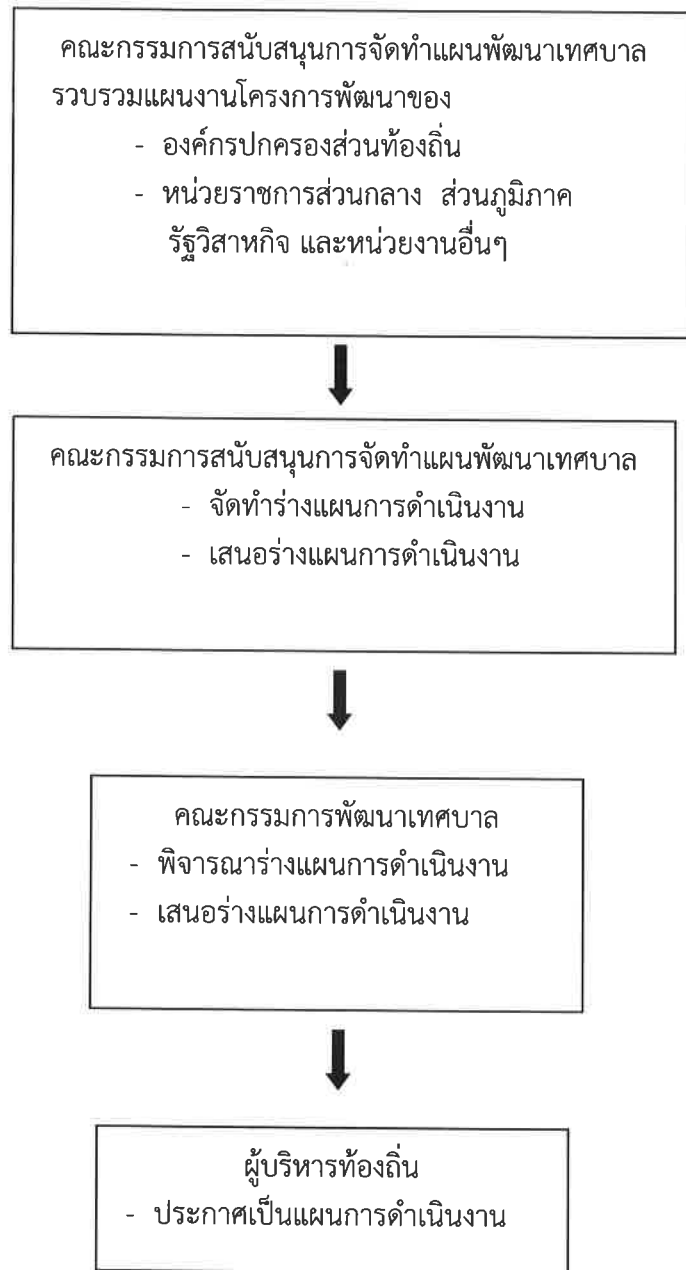 คณะกรรมการสนับสนุนการจัดทำแผนพัฒนาเทศบาล
รวบรวมแผนงานโครงการพัฒนาของ
- องค์กรปกครองส่วนท้องถิ่น
- หน่วยราชการส่วนกลาง ส่วนภูมิภาค
รัฐวิสาหกิจ และหน่วยงานอื่นๆ
คณะกรรมการสนับสนุนการจัดทำแผนพัฒนาเทศบาล
- จัดทำร่างแผนการดำเนินงาน
- เสนอร่างแผนการดำเนินงาน
คณะกรรมการพัฒนาเทศบาล
- พิจารณาร่างแผนการดำเนินงาน
- เสนอร่างแผนการดำเนินงาน
ผู้บริหารท้องถิ่น
- ประกาศเป็นแผนการดำเนินงาน